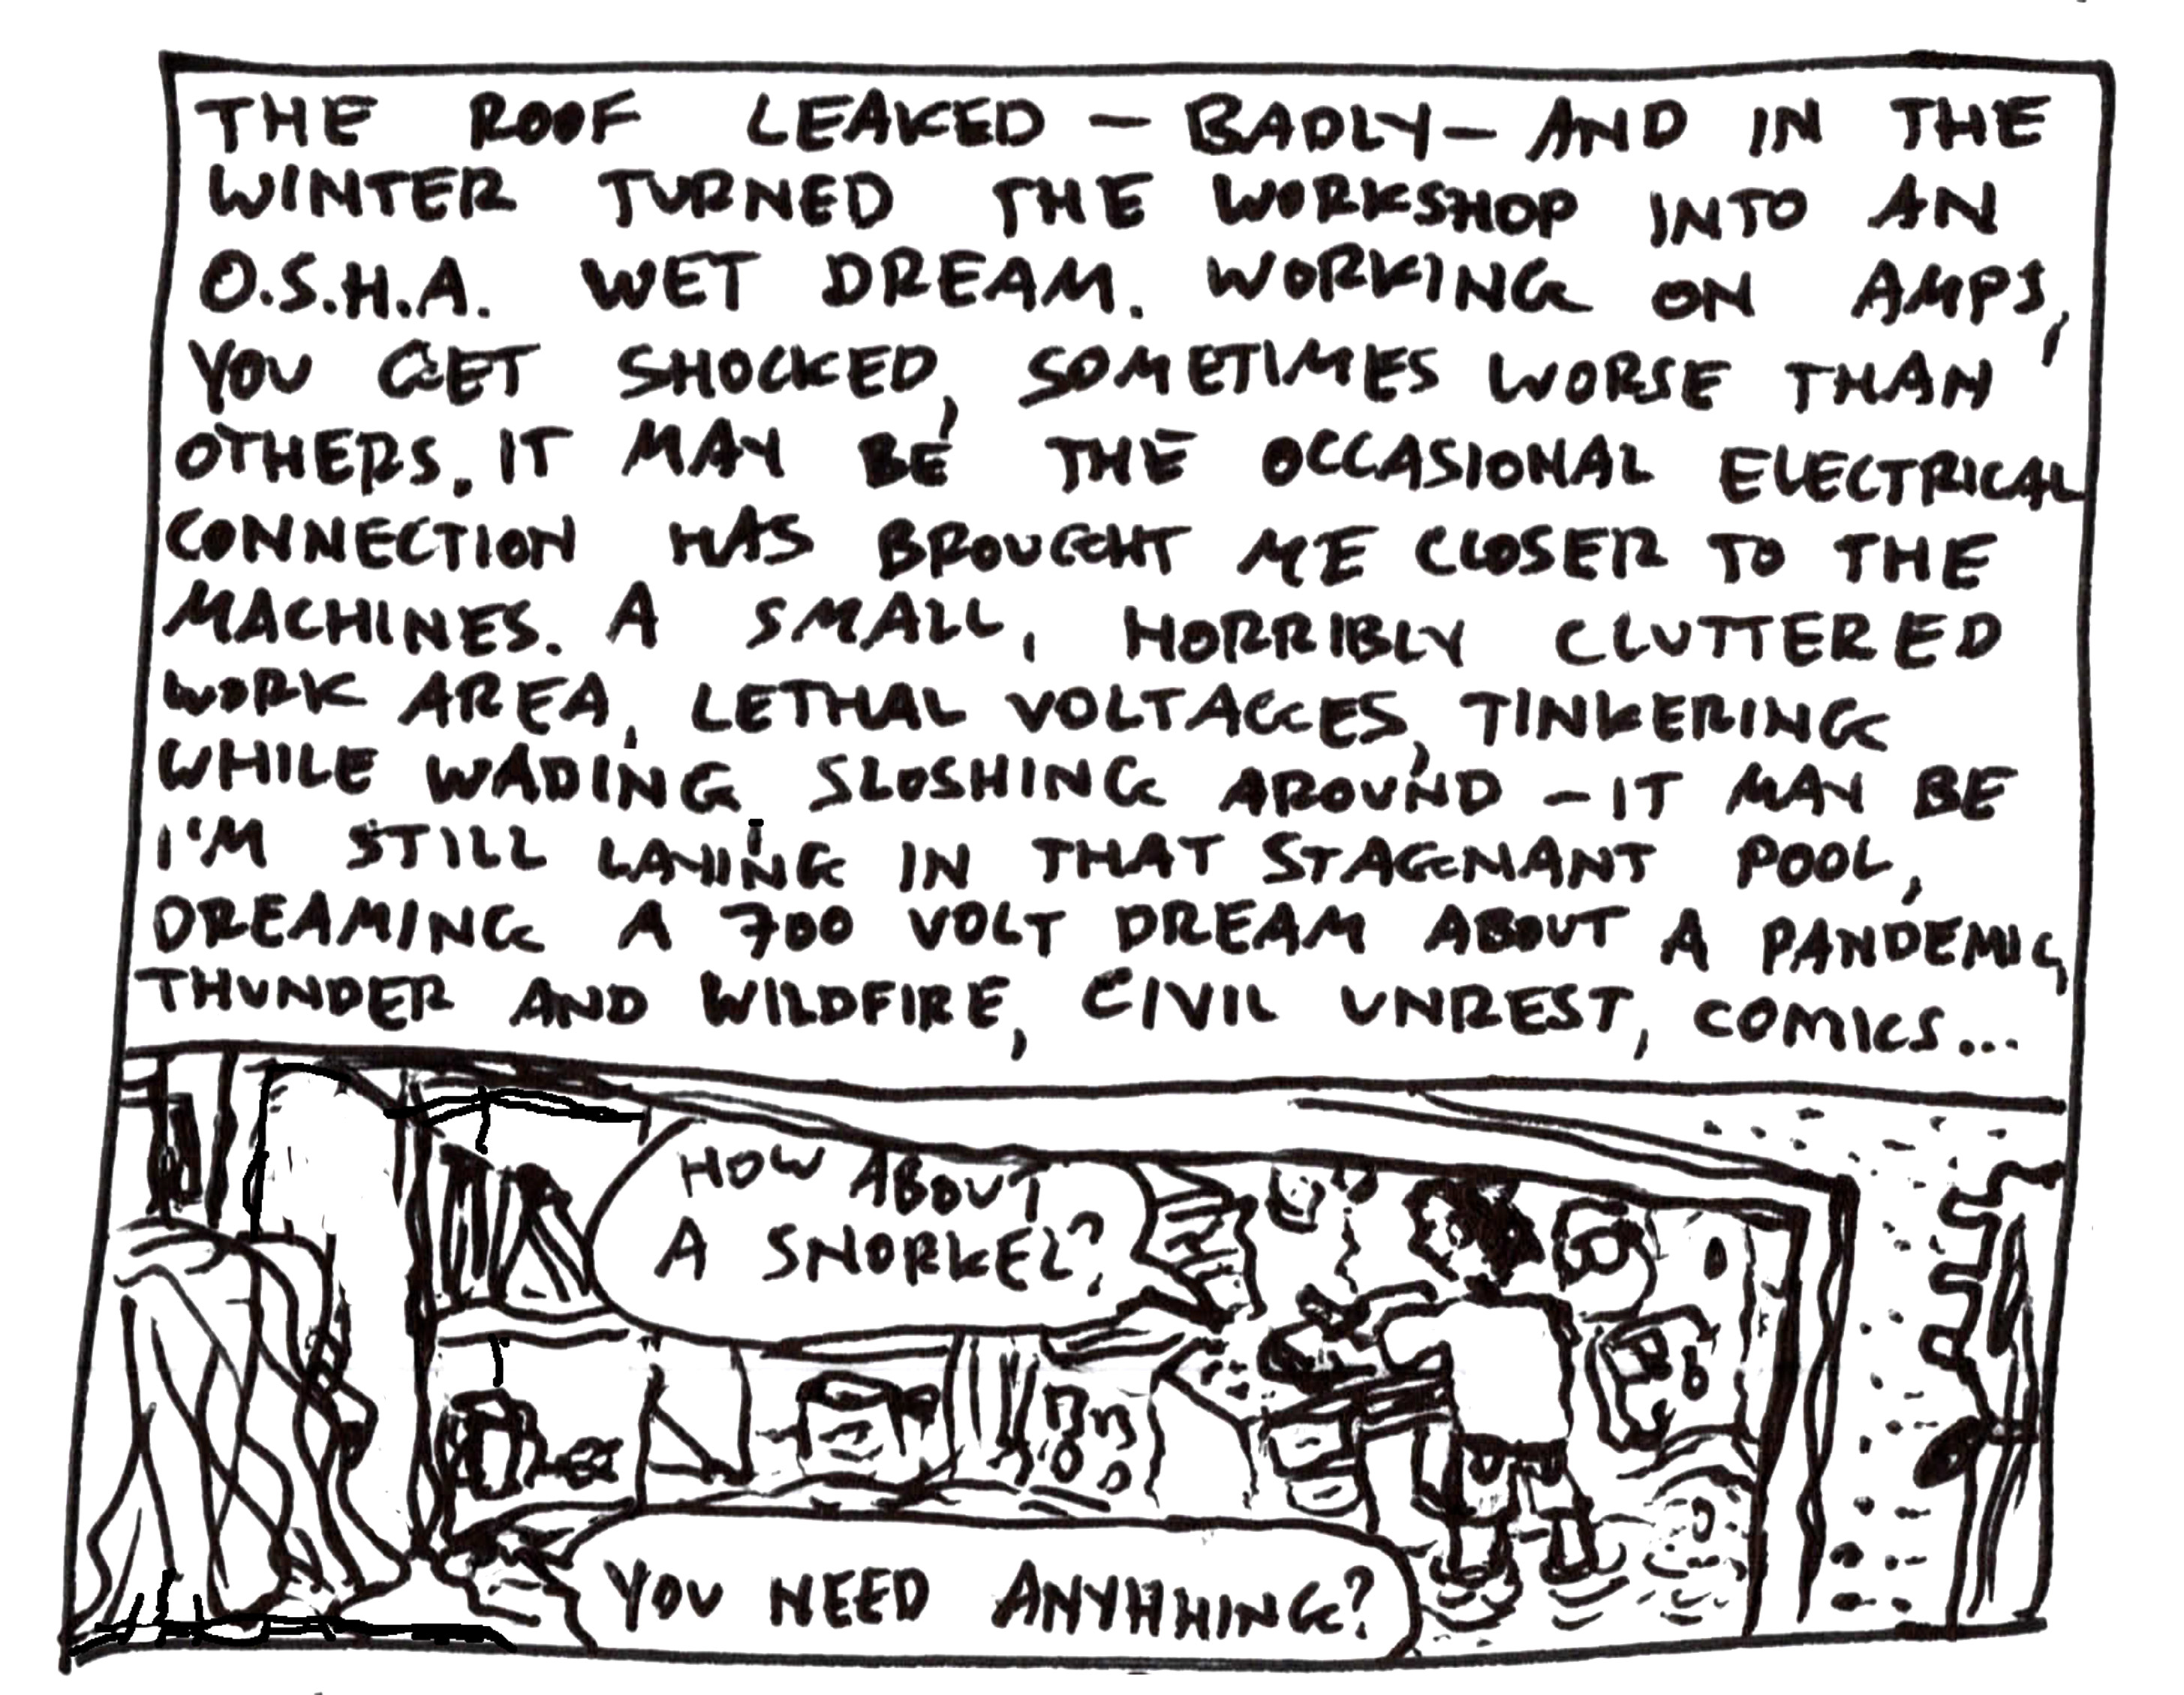 THE ROOF LEAKED - BADLY - AND IN THE
WINTER TURNED THE WORKSHOP INTO AN
O.S.H.A. WET DREAM. WORKING ON AMPS,
YOU GET SHOCKED, SOMETIMES WORSE THAN
OTHERS. IT MAY BE THE OCCASIONAL ELECTRICAL
CONNECTION HAS BROUGHT ME CLOSER TO THE
MACHINES. A SMALL, HORRIBLY CLUTTERED
WORK AREA, LETHAL VOLTAGES, TINKERING
WHILE WADING, SLOSHING AROUND - IT MAY BE
I'M STILL LAYING IN THAT STAGNANT POOL,
DREAMING A 700 VOLT DREAM ABOUT A PANDEMIC,
THUNDER AND WILDFIRE, CIVIL UNREST, COMICS...
HOW ABOUT
A SNORKEL?
YOU NEED ANYHHING?